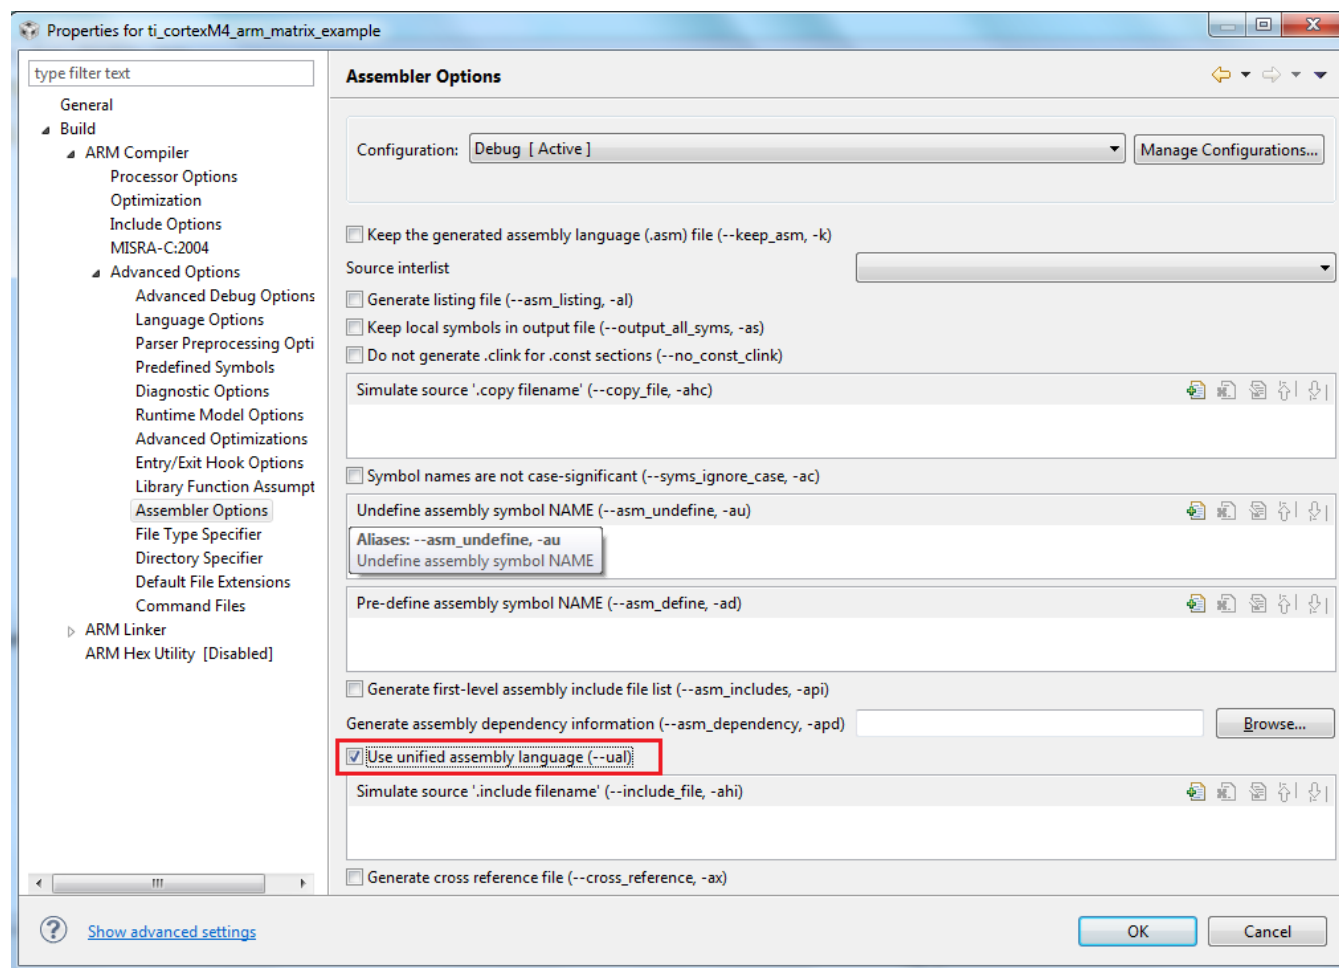 Properties for ti_cortexM4_arm_matrix_example
type filter text
General
Build
ARM Compiler
Processor Options
Optimization
Include Options
MISRA-C:2004
Advanced Options
Advanced Debug Options
Language Options
Parser Preprocessing Opti
Predefined Symbols
Diagnostic Options
Runtime Model Options
Advanced Optimizations
Entry/Exit Hook Options
Library Function Assumpt
Assembler Options
File Type Specifier
Directory Specifier
Default File Extensions
Command Files
ARM Linker
ARM Hex Utility [Disabled]
Assembler Options
Configuration: Debug [ Active ] Manage Configurations...
Keep the generated assembly language (.asm) file (--keep_asm, -k)
Source interlist
Generate listing file (--asm_listing, -al)
Keep local symbols in output file (--output_all_syms, -as)
Do not generate .clink for .const sections (--no_const_clink)
Simulate source '.copy filename' (--copy_file, -ahc)
Symbol names are not case-significant (--syms_ignore_case, -ac)
Undefine assembly symbol NAME (--asm_undefine, -au)
Aliases: --asm_undefine, -au
Undefine assembly symbol NAME
Pre-define assembly symbol NAME (--asm_define, -ad)
Generate first-level assembly include file list (--asm_includes, -api)
Generate assembly dependency information (--asm_dependency, -apd) Browse...
Use unified assembly language (--ual)
Simulate source '.include filename' (--include_file, -ahi)
Generate cross reference file (--cross_reference, -ax)
Show advanced settings
OK Cancel